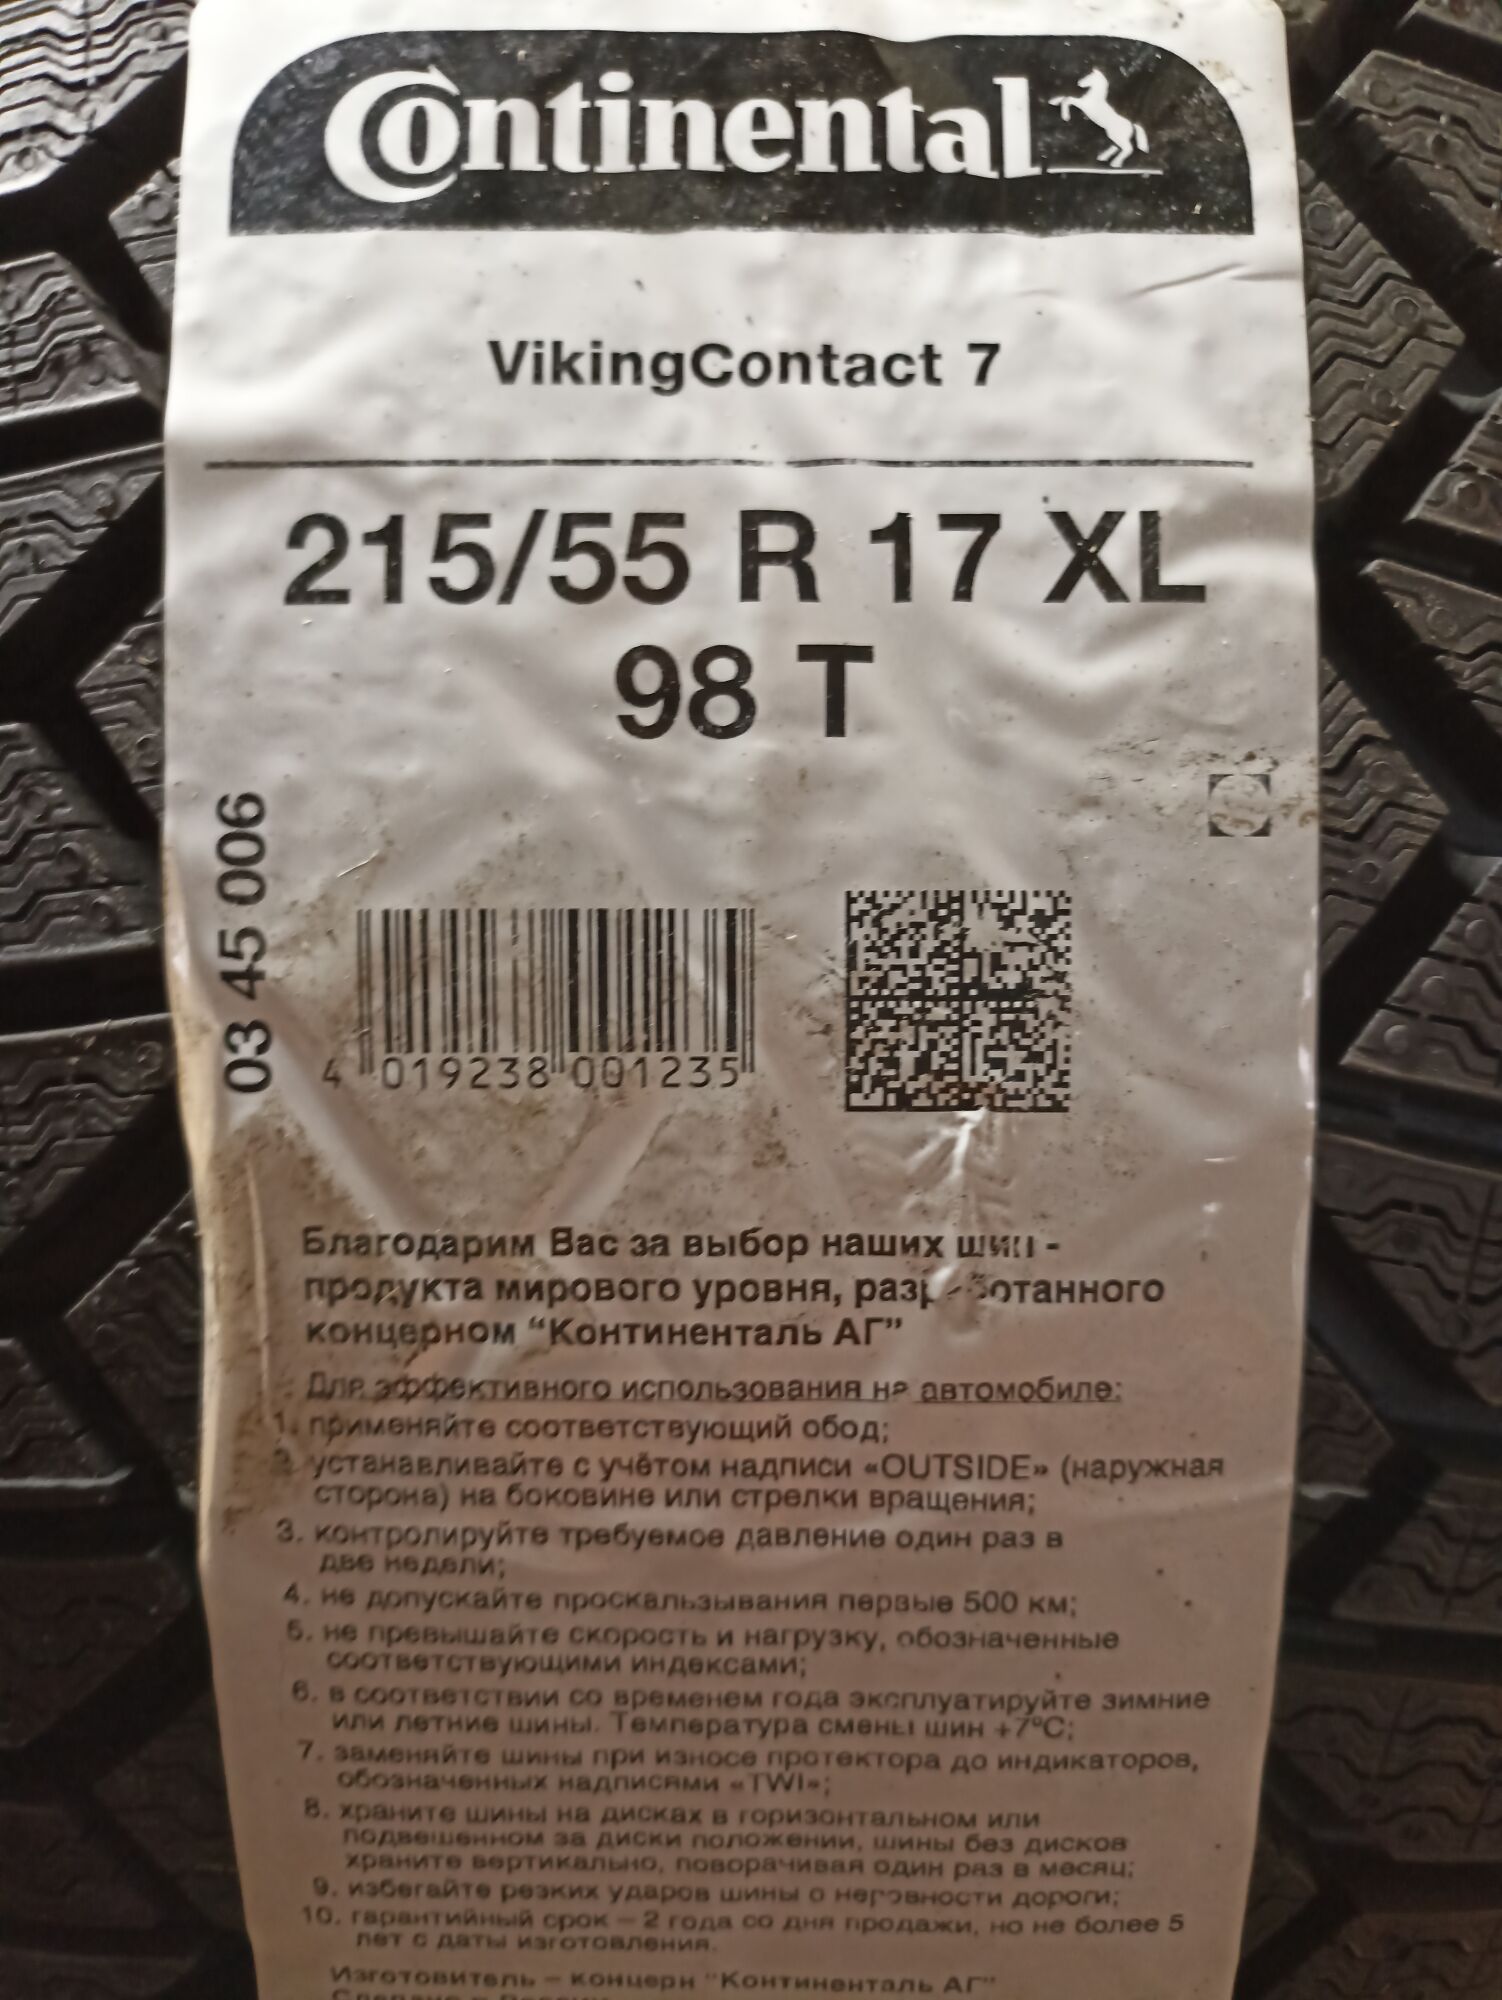 Continental
VikingContact 7
215/55 R 17 XL
98 T
03 45 006
4 019238 001235
Благодарим Вас за выбор наших шин -
продукта мирового уровня,
концерном “Континенталь АГ”
Для эффективного использования на автомобиле:
1. применяйте соответствующий обод;
2. устанавливайте с учётом надписи «OUTSIDE» (наружная
сторона) на боковине или стрелки вращения;
3. контролируйте требуемое давление один раз в
две недели;
4. не допускайте проскальзывания первые 500 км;
5. не превышайте скорость и нагрузку, обозначенные
соответствующими индексами;
6. в соответствии со временем года эксплуатируйте зимние
или летние шины. Температура смены шин +7°C;
7. заменяйте шины при износе протектора до индикаторов,
обозначенных надписями «TWI»;
8. храните шины на дисках в горизонтальном или
подвешенном за диски положении, шины без дисков
храните вертикально, поворачивая один раз в месяц;
9. избегайте резких ударов шины о неровности дороги;
10. гарантийный срок – 2 года со дня продажи, но не более 5
лет с даты изготовления.
Изготовитель – концерн "Континенталь АГ"